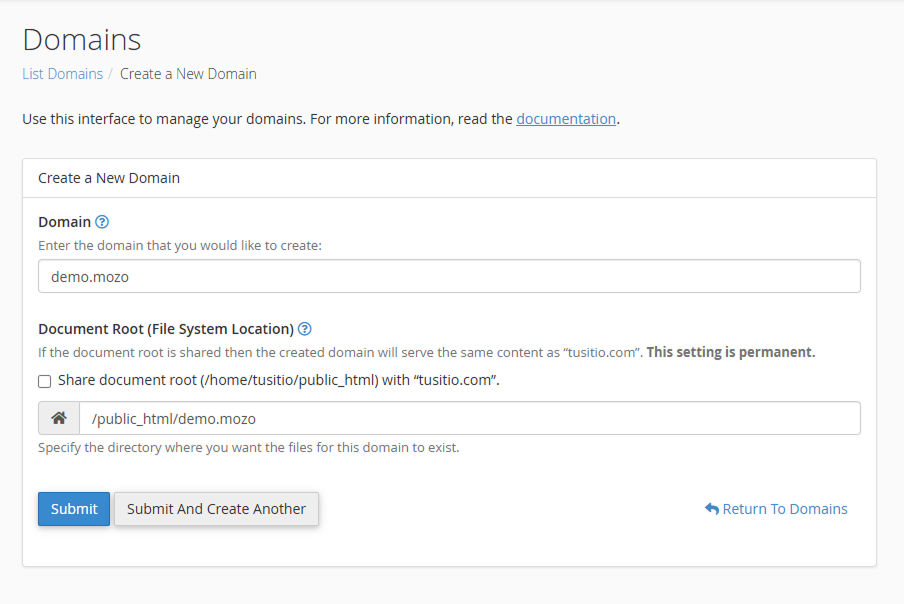 Domains
List Domains / Create a New Domain
Use this interface to manage your domains. For more information, read the documentation.
Create a New Domain
Domain
Enter the domain that you would like to create:
demo.mozo
Document Root (File System Location)
If the document root is shared then the created domain will serve the same content as “tusitio.com”. This setting is permanent.
Share document root (/home/tusitio/public_html) with “tusitio.com”.
/public_html/demo.mozo
Specify the directory where you want the files for this domain to exist.
Submit Submit And Create Another Return To Domains